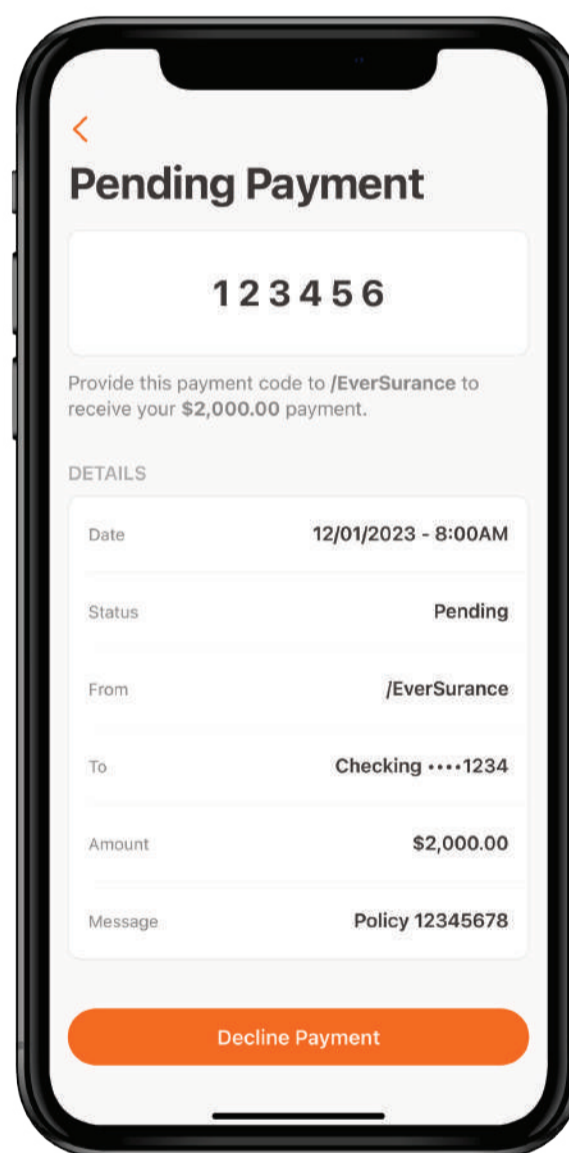 Pending Payment
123456
Provide this payment code to /EverSurance to
receive your $2,000.00 payment.
DETAILS
Date 12/01/2023 - 8:00AM
Status Pending
From /EverSurance
To Checking ••••1234
Amount $2,000.00
Message Policy 12345678
Decline Payment